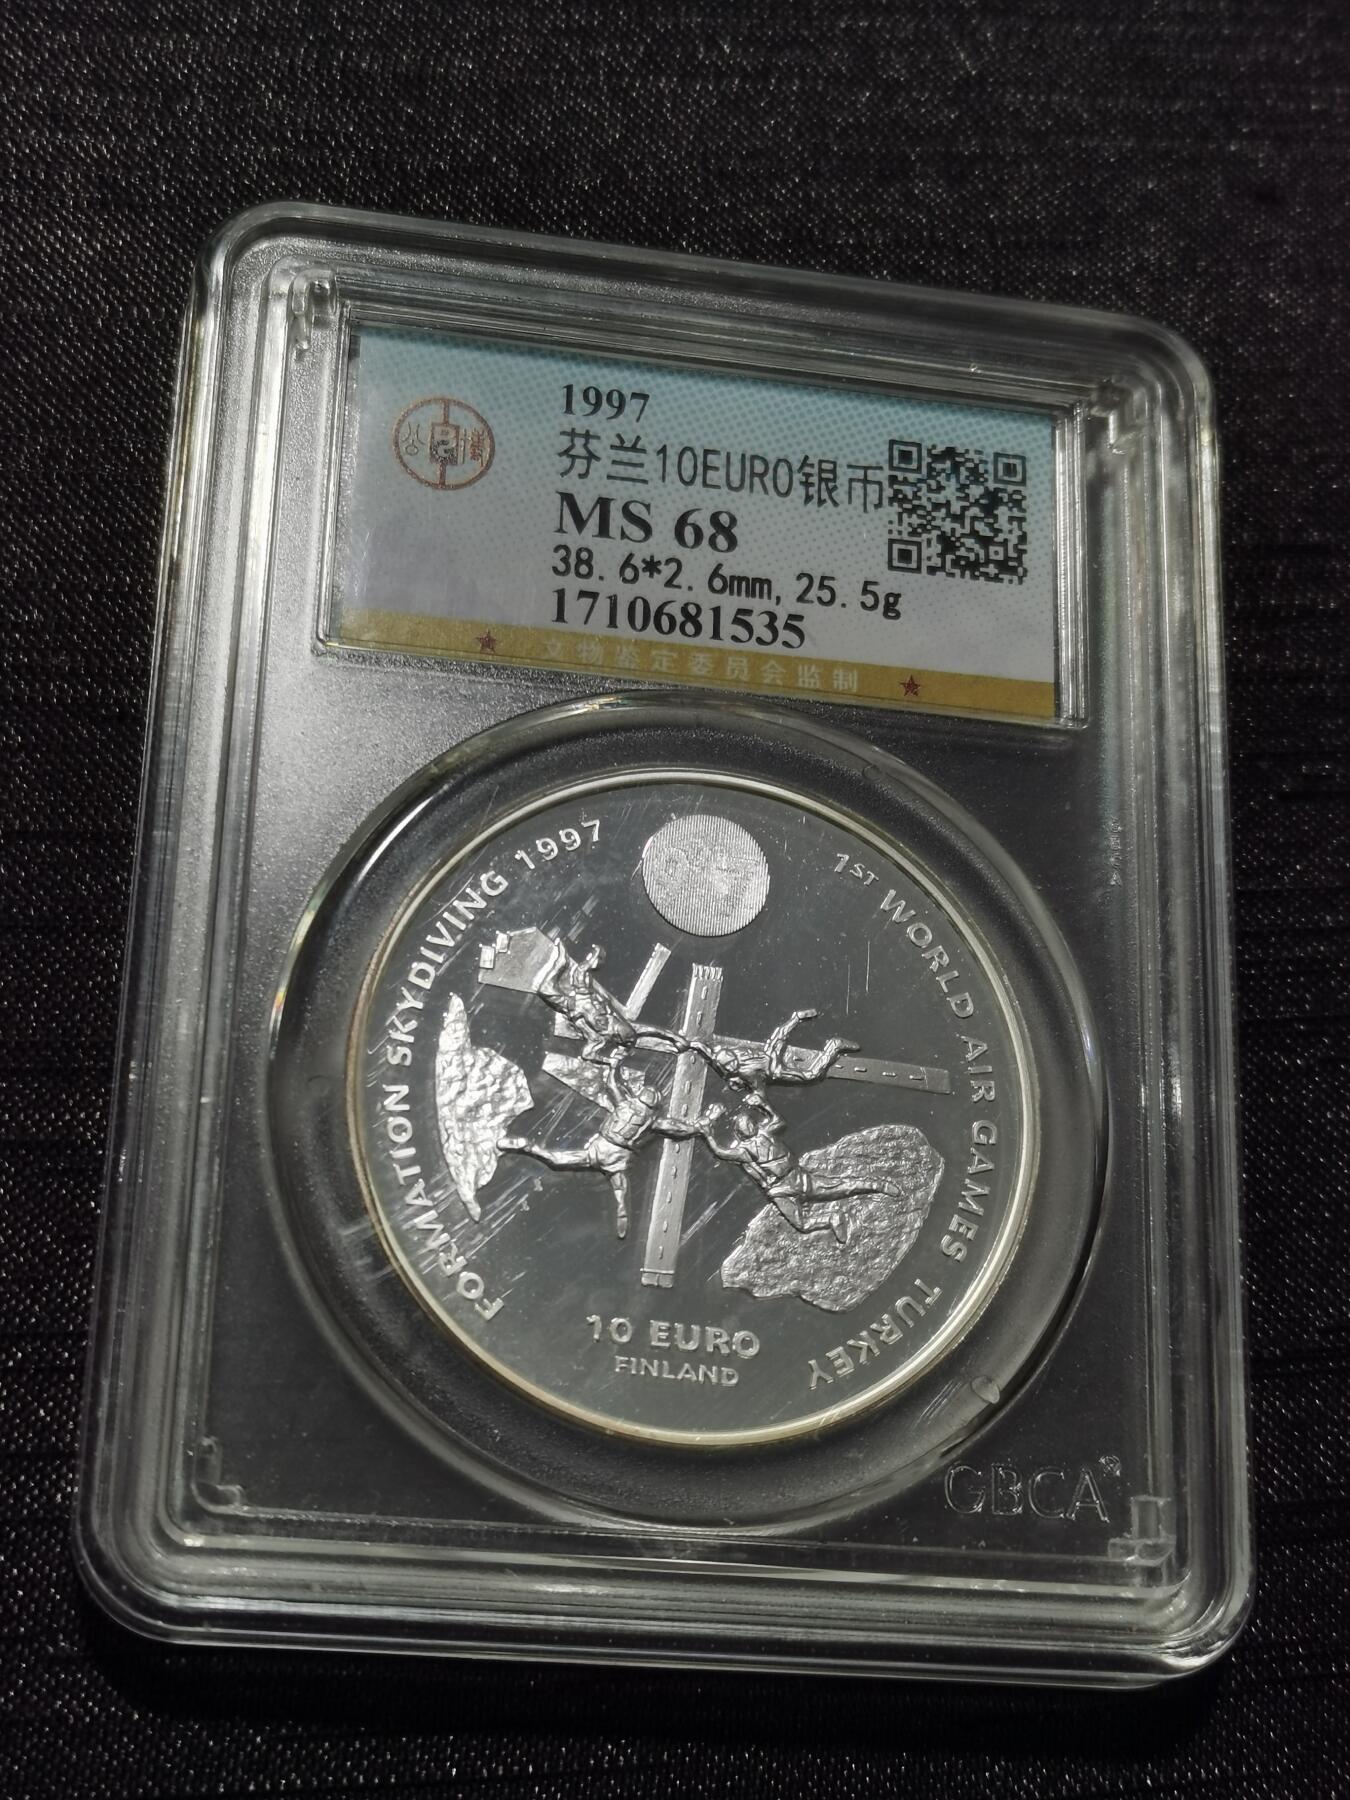 1997
芬兰10EURO银币
MS 68
38.6*2.6mm,25.5g
1710681535
文物鉴定委员会监制
公博
FORMATION SKYDIVING 1997
1ST WORLD AIR GAMES TURKEY
10 EURO
FINLAND
GBCA®